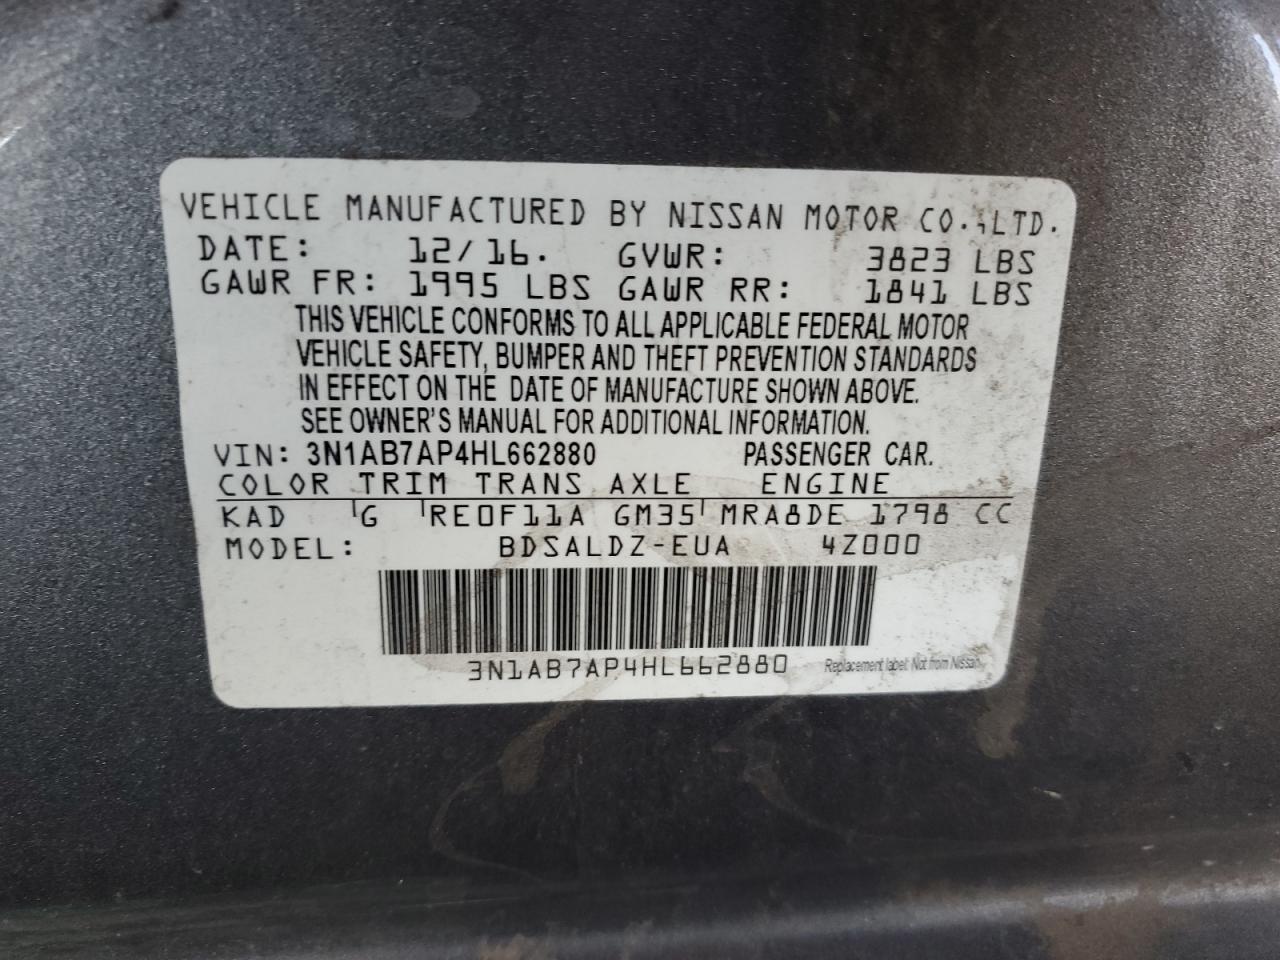 VEHICLE MANUFACTURED BY NISSAN MOTOR CO.,LTD.
DATE: 12/16. GVWR: 3823 LBS
GAWR FR: 1995 LBS GAWR RR: 1841 LBS
THIS VEHICLE CONFORMS TO ALL APPLICABLE FEDERAL MOTOR
VEHICLE SAFETY, BUMPER AND THEFT PREVENTION STANDARDS
IN EFFECT ON THE DATE OF MANUFACTURE SHOWN ABOVE.
SEE OWNER'S MANUAL FOR ADDITIONAL INFORMATION.
VIN: 3N1AB7AP4HL662880 PASSENGER CAR.
COLOR TRIM TRANS AXLE ENGINE
KAD G RE0F11A GM35 MRA8DE 1798 CC
MODEL: BDSALDZ-EUA 4Z000
3N1AB7AP4HL662880 Replacement label: Not from Nissan